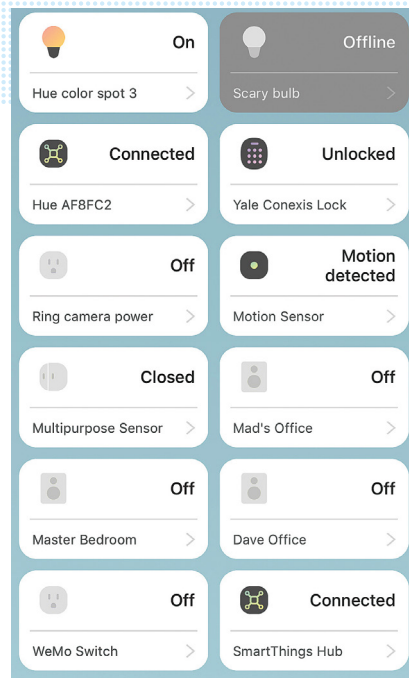 On
Hue color spot 3
Offline
Scary bulb
Connected
Hue AF8FC2
Unlocked
Yale Conexis Lock
Off
Ring camera power
Motion
detected
Motion Sensor
Closed
Multipurpose Sensor
Off
Mad's Office
Off
Master Bedroom
Off
Dave Office
Off
WeMo Switch
Connected
SmartThings Hub